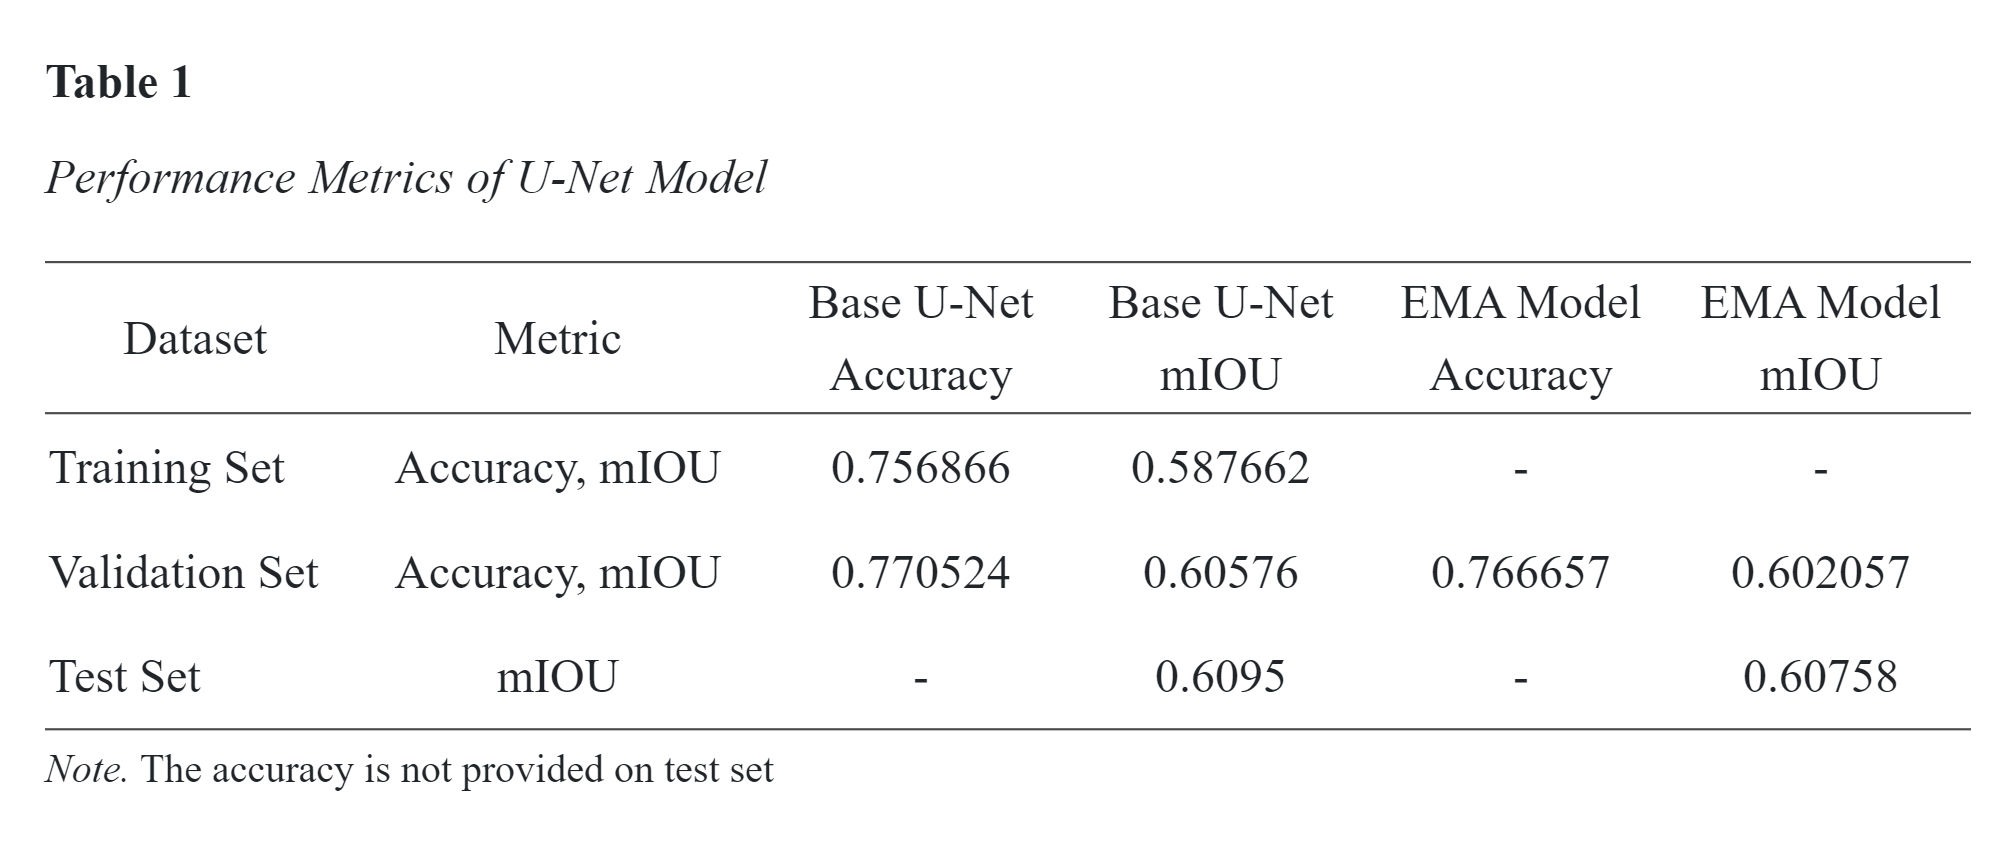 Table 1
Performance Metrics of U-Net Model
Dataset Metric Base U-Net Accuracy Base U-Net mIOU EMA Model Accuracy EMA Model mIOU
Training Set Accuracy, mIOU 0.756866 0.587662 - -
Validation Set Accuracy, mIOU 0.770524 0.60576 0.766657 0.602057
Test Set mIOU - 0.6095 - 0.60758
Note. The accuracy is not provided on test set